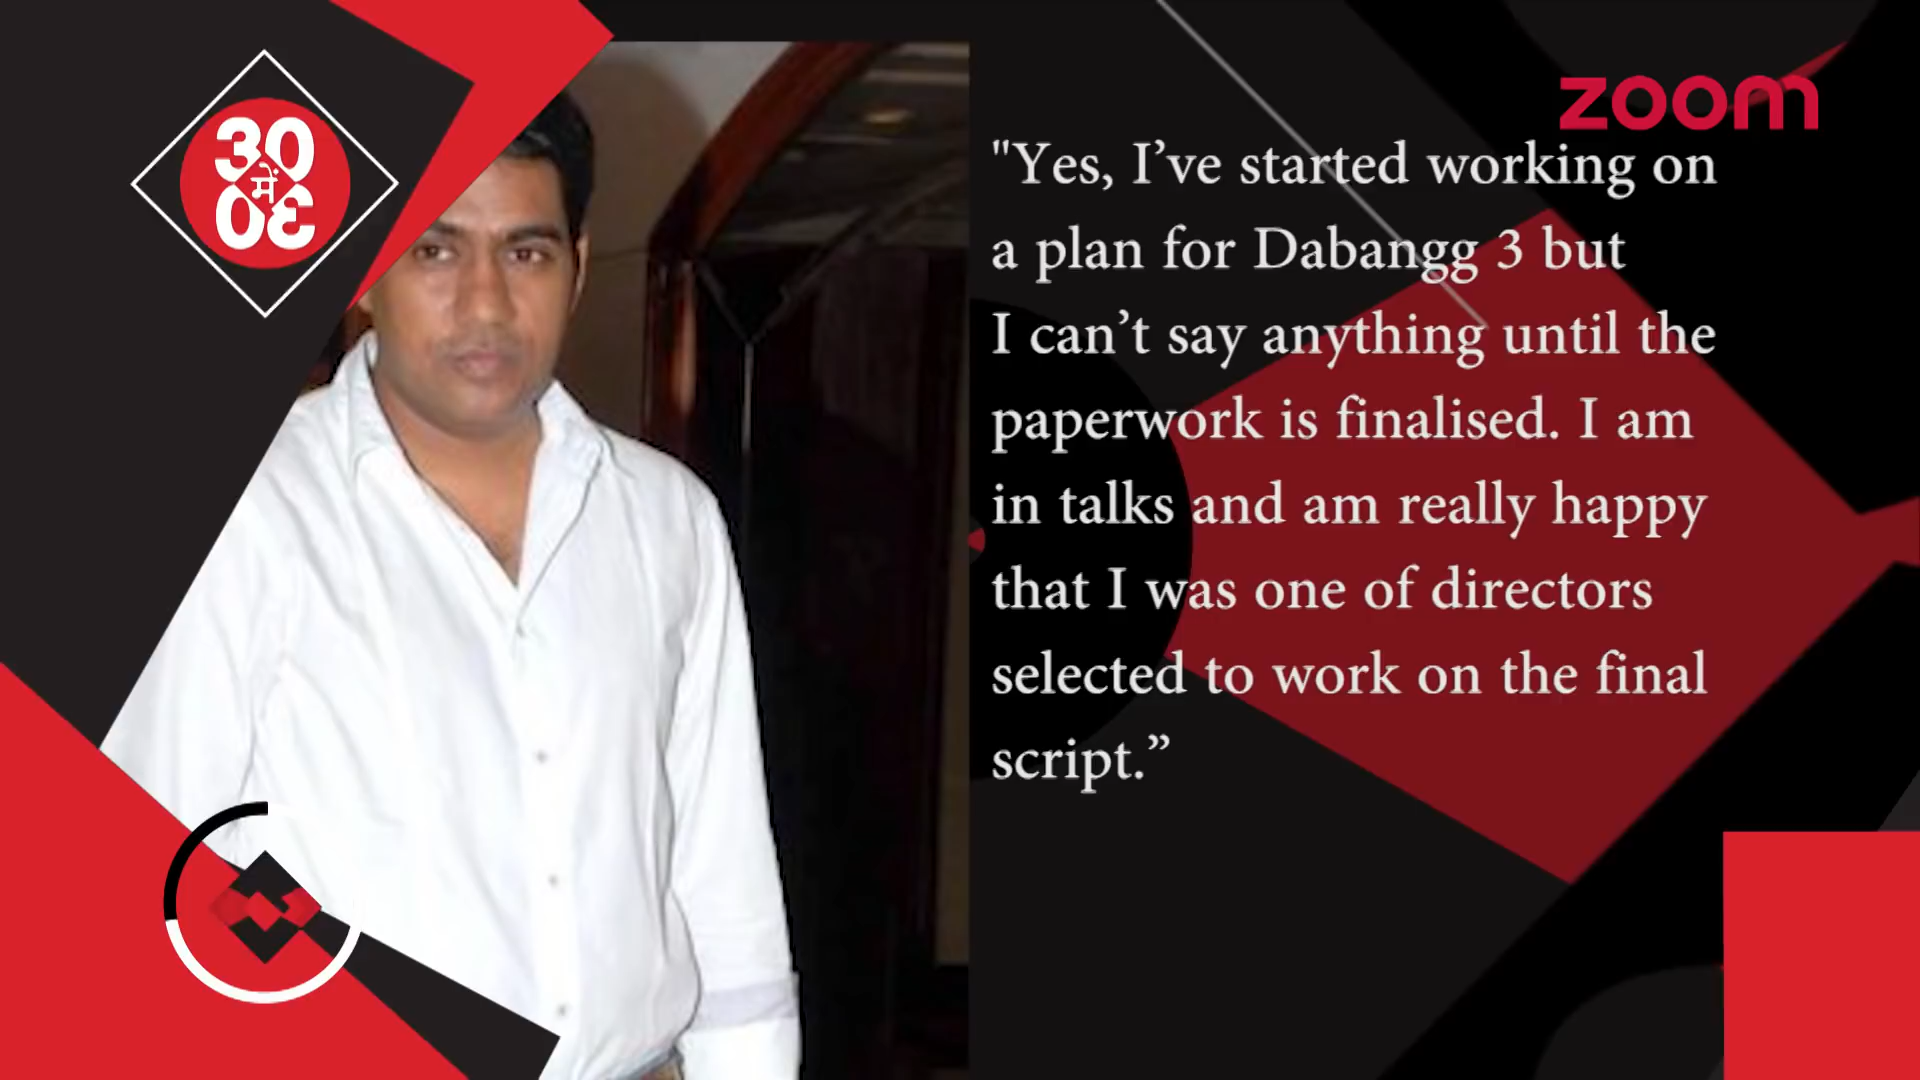 30
में
30
zoom
"Yes, I’ve started working on
a plan for Dabangg 3 but
I can’t say anything until the
paperwork is finalised. I am
in talks and am really happy
that I was one of directors
selected to work on the final
script.”